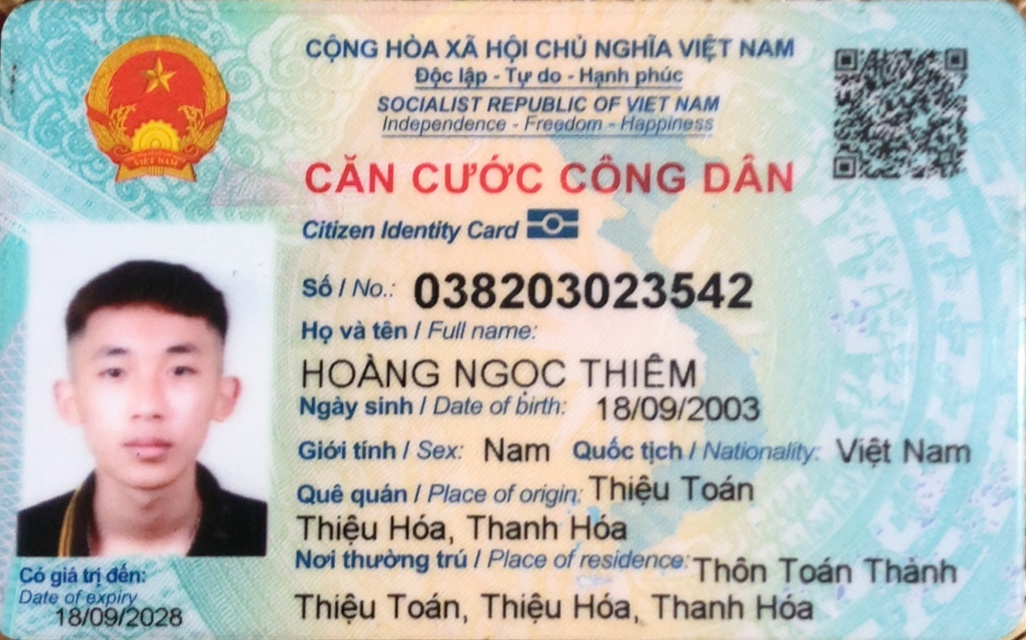 CỘNG HÒA XÃ HỘI CHỦ NGHĨA VIỆT NAM
Độc lập - Tự do - Hạnh phúc
SOCIALIST REPUBLIC OF VIET NAM
Independence - Freedom - Happiness
VIỆT NAM
CĂN CƯỚC CÔNG DÂN
Citizen Identity Card
Số / No.: 038203023542
Họ và tên / Full name:
HOÀNG NGỌC THIÊM
Ngày sinh / Date of birth: 18/09/2003
Giới tính / Sex: Nam Quốc tịch / Nationality: Việt Nam
Quê quán / Place of origin: Thiệu Toán
Thiệu Hóa, Thanh Hóa
Nơi thường trú / Place of residence: Thôn Toán Thành
Thiệu Toán, Thiệu Hóa, Thanh Hóa
Có giá trị đến:
Date of expiry
18/09/2028